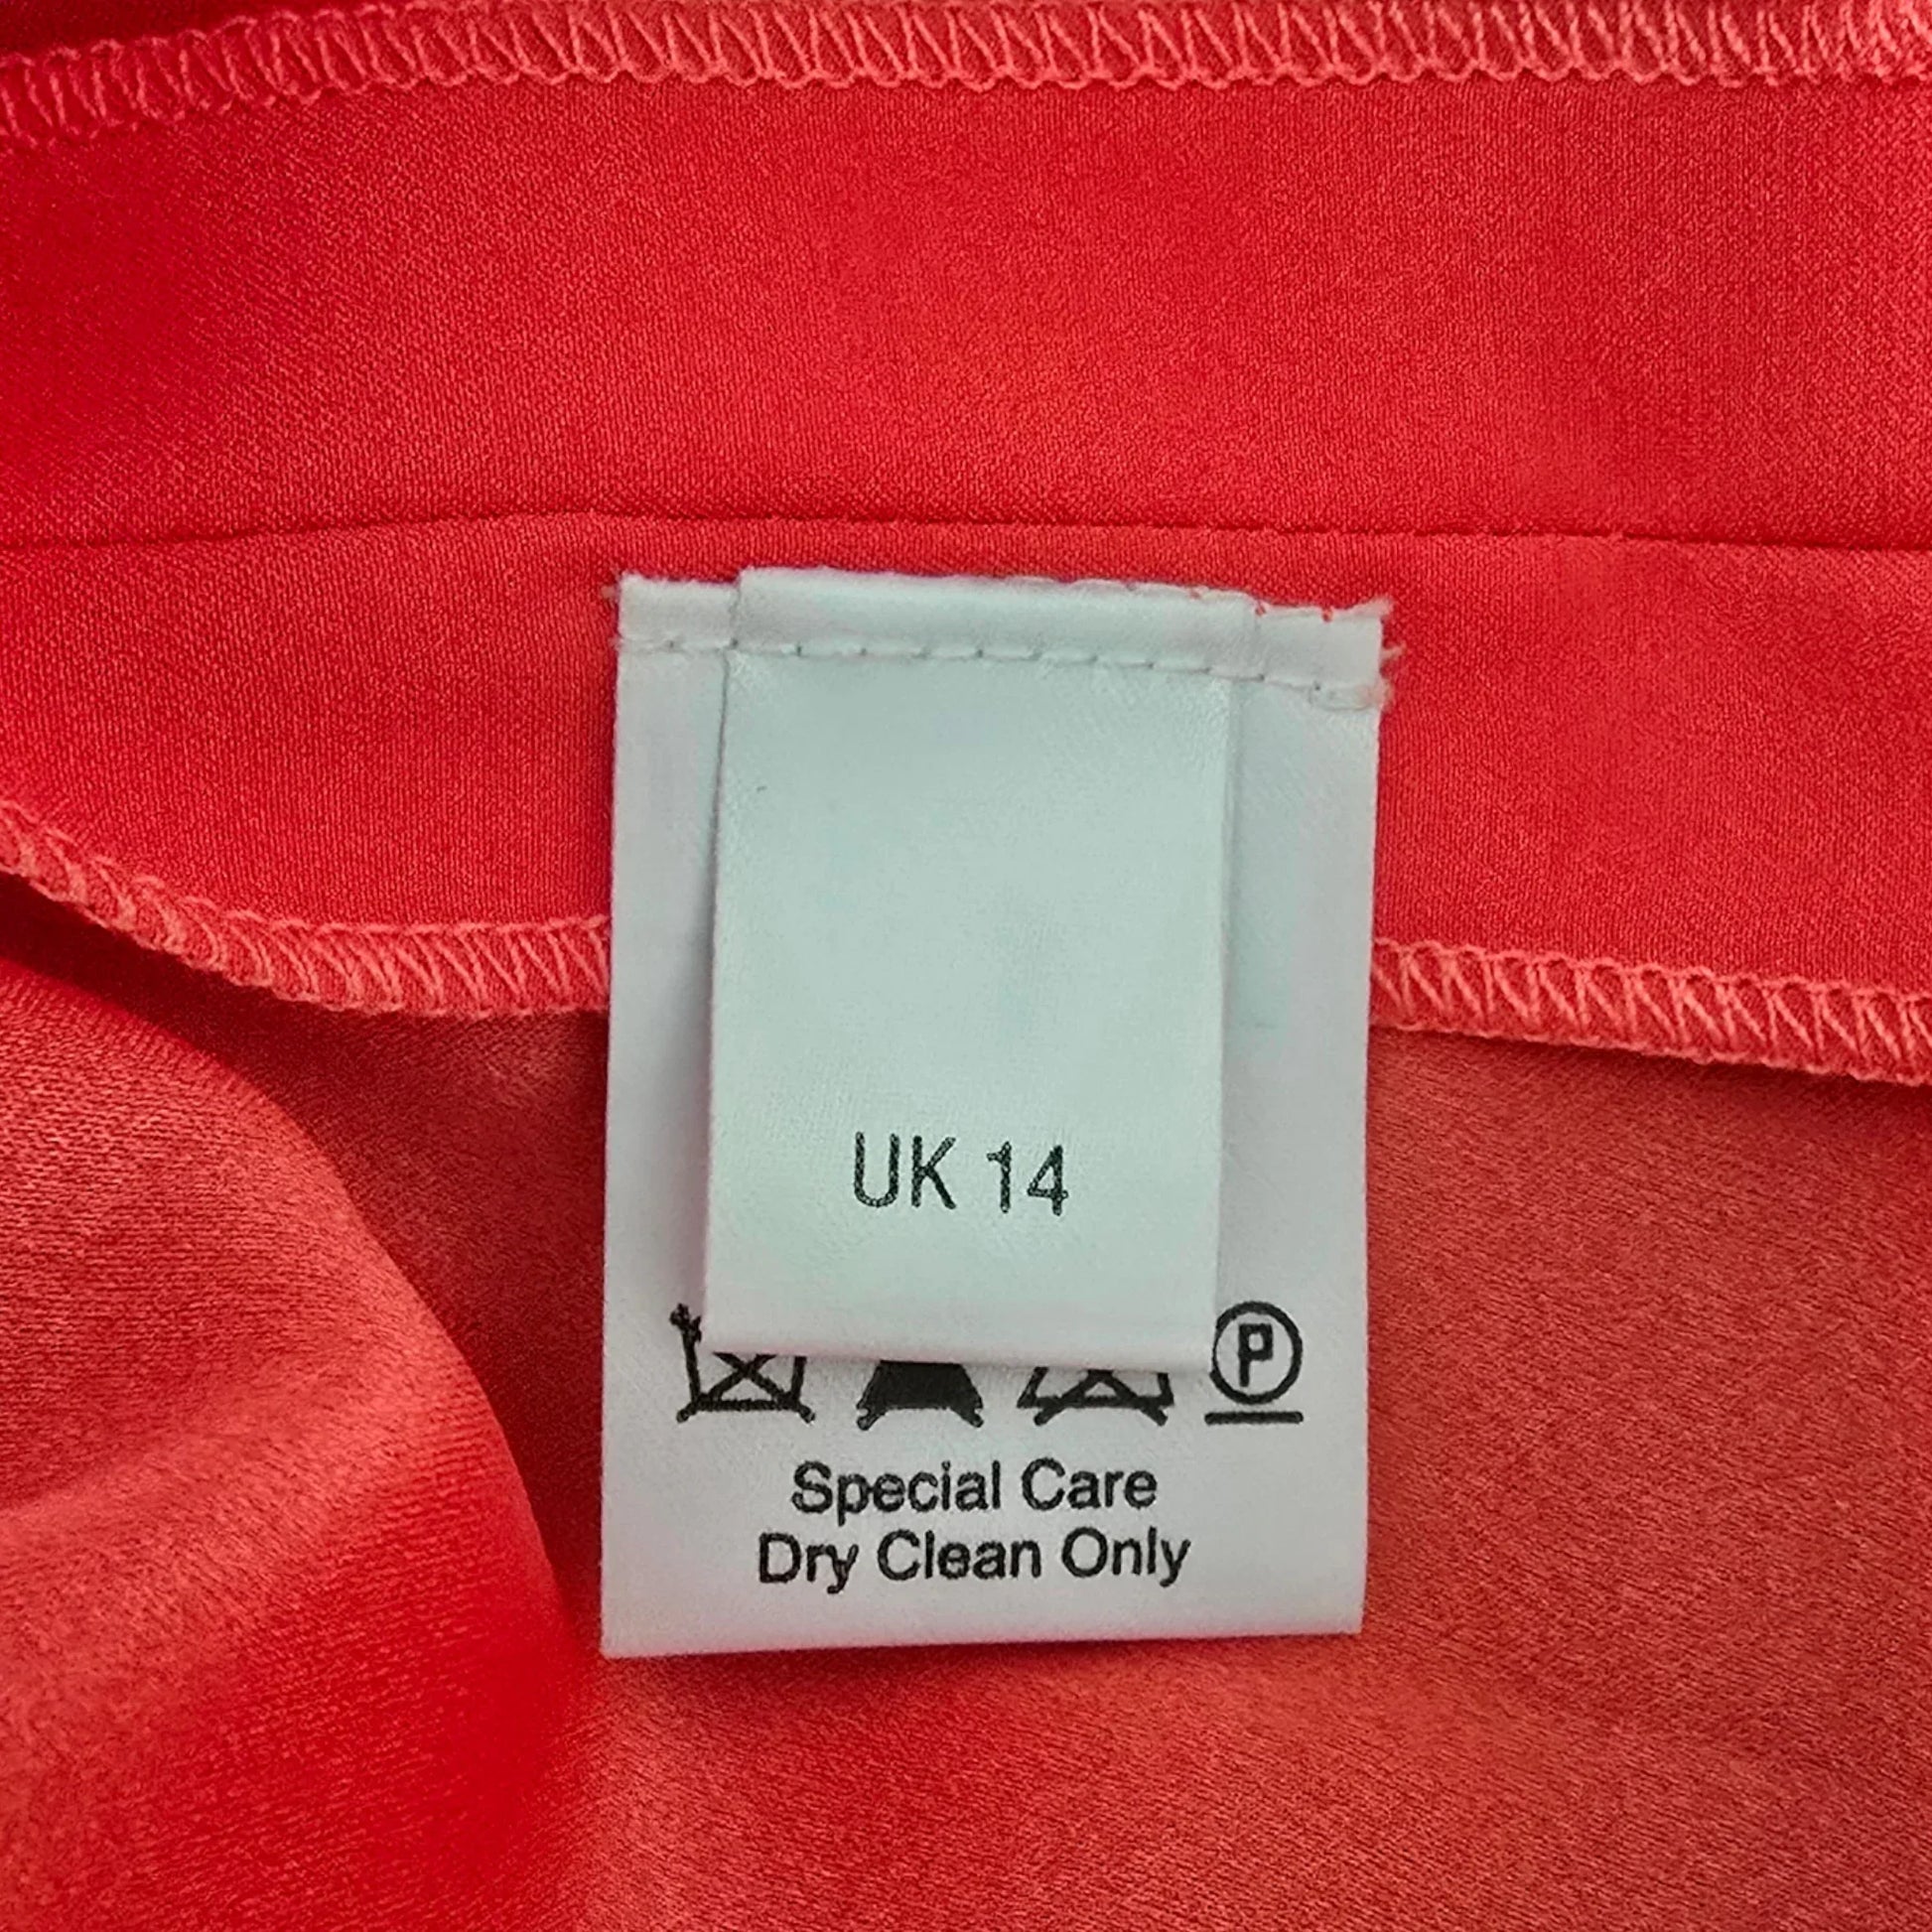 UK 14
P
Special Care
Dry Clean Only